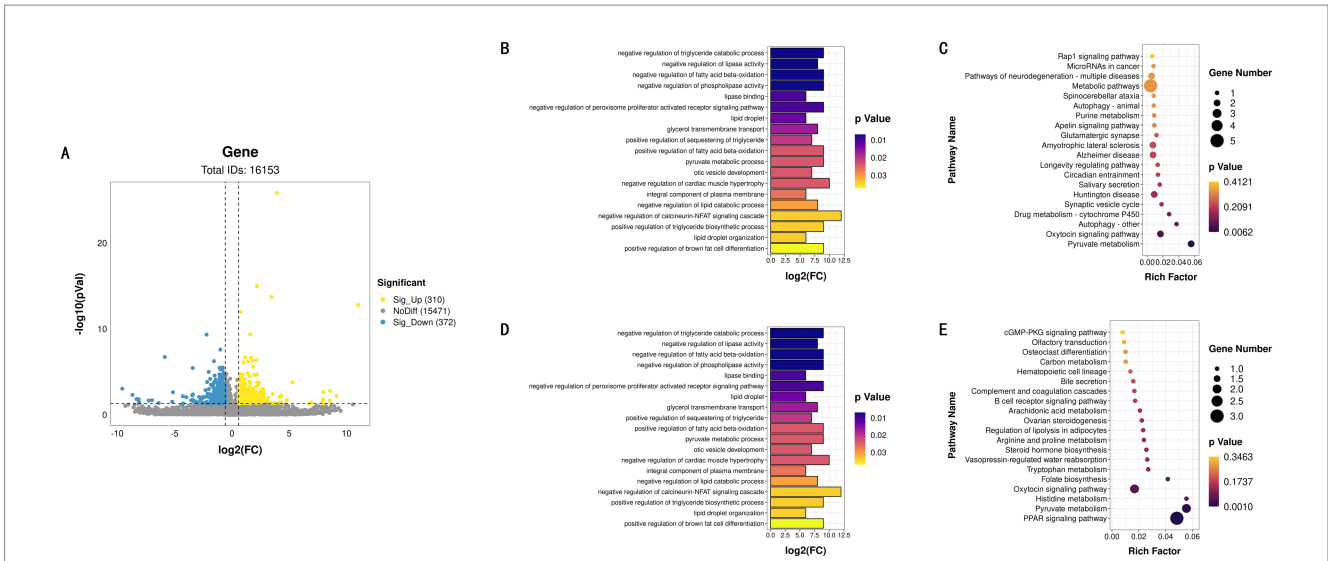 A
Gene
Total IDs: 16153
-log10(pVal)
20
10
0
-10
-5
0
5
10
log2(FC)
Significant
Sig_Up (310)
NoDiff (15471)
Sig_Down (372)
B
negative regulation of triglyceride catabolic process
negative regulation of lipase activity
negative regulation of fatty acid beta-oxidation
negative regulation of phospholipase activity
lipase binding
negative regulation of peroxisome proliferator activated receptor signaling pathway
lipid droplet
glycerol transmembrane transport
positive regulation of sequestering of triglyceride
positive regulation of fatty acid beta-oxidation
pyruvate metabolic process
otic vesicle development
negative regulation of cardiac muscle hypertrophy
integral component of plasma membrane
negative regulation of lipid catabolic process
negative regulation of calcineurin-NFAT signaling cascade
positive regulation of triglyceride biosynthetic process
lipid droplet organization
positive regulation of brown fat cell differentiation
0.0 2.5 5.0 7.5 10.0 12.5
log2(FC)
p Value
0.01
0.02
0.03
C
Pathway Name
Rap1 signaling pathway
MicroRNAs in cancer
Pathways of neurodegeneration - multiple diseases
Metabolic pathways
Spinocerebellar ataxia
Autophagy - animal
Purine metabolism
Apelin signaling pathway
Glutamatergic synapse
Amyotrophic lateral sclerosis
Alzheimer disease
Longevity regulating pathway
Circadian entrainment
Salivary secretion
Huntington disease
Synaptic vesicle cycle
Drug metabolism - cytochrome P450
Autophagy - other
Oxytocin signaling pathway
Pyruvate metabolism
0.00 0.01 0.02 0.04 0.06
Rich Factor
Gene Number
1
2
3
4
5
p Value
0.4121
0.2091
0.0062
D
negative regulation of triglyceride catabolic process
negative regulation of lipase activity
negative regulation of fatty acid beta-oxidation
negative regulation of phospholipase activity
lipase binding
negative regulation of peroxisome proliferator activated receptor signaling pathway
lipid droplet
glycerol transmembrane transport
positive regulation of sequestering of triglyceride
positive regulation of fatty acid beta-oxidation
pyruvate metabolic process
otic vesicle development
negative regulation of cardiac muscle hypertrophy
integral component of plasma membrane
negative regulation of lipid catabolic process
negative regulation of calcineurin-NFAT signaling cascade
positive regulation of triglyceride biosynthetic process
lipid droplet organization
positive regulation of brown fat cell differentiation
0.0 2.5 5.0 7.5 10.0 12.5
log2(FC)
p Value
0.01
0.02
0.03
E
Pathway Name
cGMP-PKG signaling pathway
Olfactory transduction
Osteoclast differentiation
Carbon metabolism
Hematopoietic cell lineage
Bile secretion
Complement and coagulation cascades
B cell receptor signaling pathway
Arachidonic acid metabolism
Ovarian steroidogenesis
Regulation of lipolysis in adipocytes
Arginine and proline metabolism
Steroid hormone biosynthesis
Vasopressin-regulated water reabsorption
Tryptophan metabolism
Folate biosynthesis
Oxytocin signaling pathway
Histidine metabolism
Pyruvate metabolism
PPAR signaling pathway
0.00 0.02 0.04 0.06
Rich Factor
Gene Number
1.0
1.5
2.0
2.5
3.0
p Value
0.3463
0.1737
0.0010